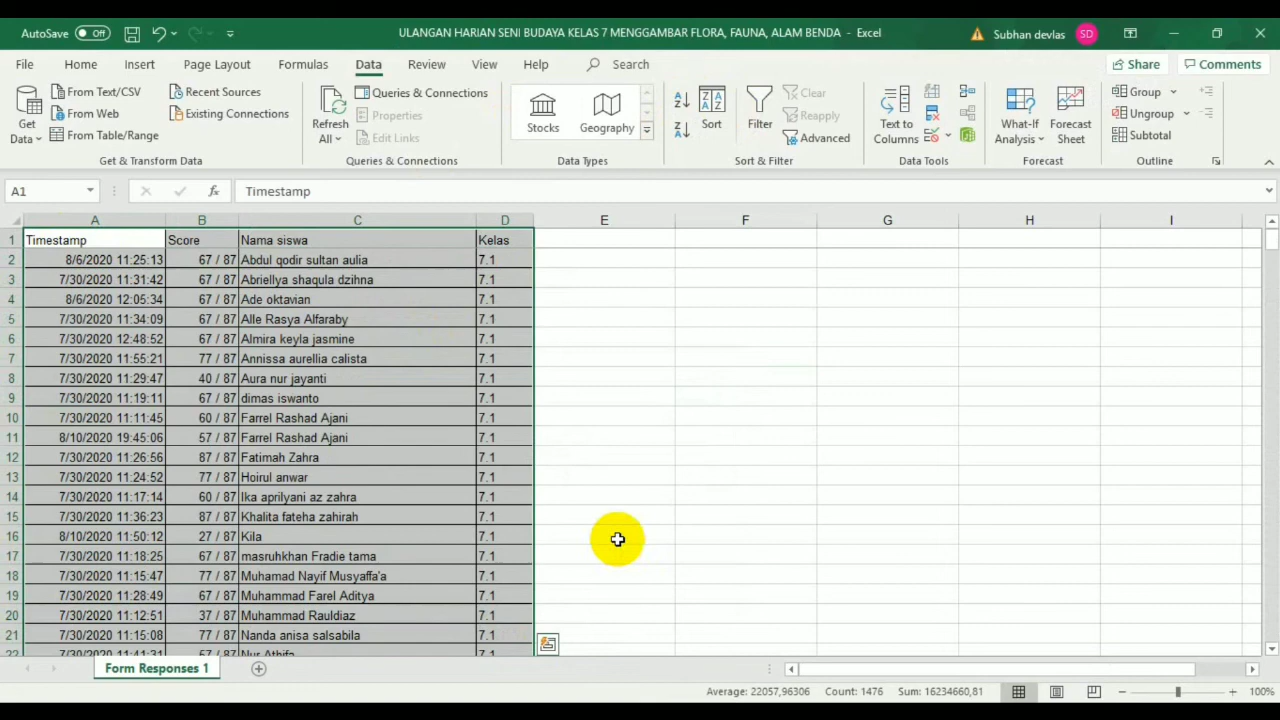 AutoSave Off ULANGAN HARIAN SENI BUDAYA KELAS 7 MENGGAMBAR FLORA, FAUNA, ALAM BENDA - Excel Subhan devlas SD
File Home Insert Page Layout Formulas Data Review View Help Search Share Comments
Get Data From Text/CSV From Web From Table/Range Recent Sources Existing Connections
Refresh All Queries & Connections Properties Edit Links
Stocks Geography
Sort Filter Clear Reapply Advanced
Text to Columns What-If Analysis Forecast Sheet
Group Ungroup Subtotal
Get & Transform Data Queries & Connections Data Types Sort & Filter Data Tools Forecast Outline
A1 fx Timestamp
A B C D E F G H I
1 Timestamp Score Nama siswa Kelas
2 8/6/2020 11:25:13 67 / 87 Abdul qodir sultan aulia 7.1
3 7/30/2020 11:31:42 67 / 87 Abriellya shaqula dzihna 7.1
4 8/6/2020 12:05:34 67 / 87 Ade oktavian 7.1
5 7/30/2020 11:34:09 67 / 87 Alle Rasya Alfaraby 7.1
6 7/30/2020 12:48:52 67 / 87 Almira keyla jasmine 7.1
7 7/30/2020 11:55:21 77 / 87 Annissa aurellia calista 7.1
8 7/30/2020 11:29:47 40 / 87 Aura nur jayanti 7.1
9 7/30/2020 11:19:11 67 / 87 dimas iswanto 7.1
10 7/30/2020 11:11:45 60 / 87 Farrel Rashad Ajani 7.1
11 8/10/2020 19:45:06 57 / 87 Farrel Rashad Ajani 7.1
12 7/30/2020 11:26:56 87 / 87 Fatimah Zahra 7.1
13 7/30/2020 11:24:52 77 / 87 Hoirul anwar 7.1
14 7/30/2020 11:17:14 60 / 87 Ika aprilyani az zahra 7.1
15 7/30/2020 11:36:23 87 / 87 Khalita fateha zahirah 7.1
16 8/10/2020 11:50:12 27 / 87 Kila 7.1
17 7/30/2020 11:18:25 67 / 87 masruhkhan Fradie tama 7.1
18 7/30/2020 11:15:47 77 / 87 Muhamad Nayif Musyaffa'a 7.1
19 7/30/2020 11:28:49 67 / 87 Muhammad Farel Aditya 7.1
20 7/30/2020 11:12:51 37 / 87 Muhammad Rauldiaz 7.1
21 7/30/2020 11:15:08 77 / 87 Nanda anisa salsabila 7.1
22 7/30/2020 11:41:31 67 / 87 Nur Athifa 7.1
Form Responses 1
Average: 22057,96306 Count: 1476 Sum: 16234660,81 100%